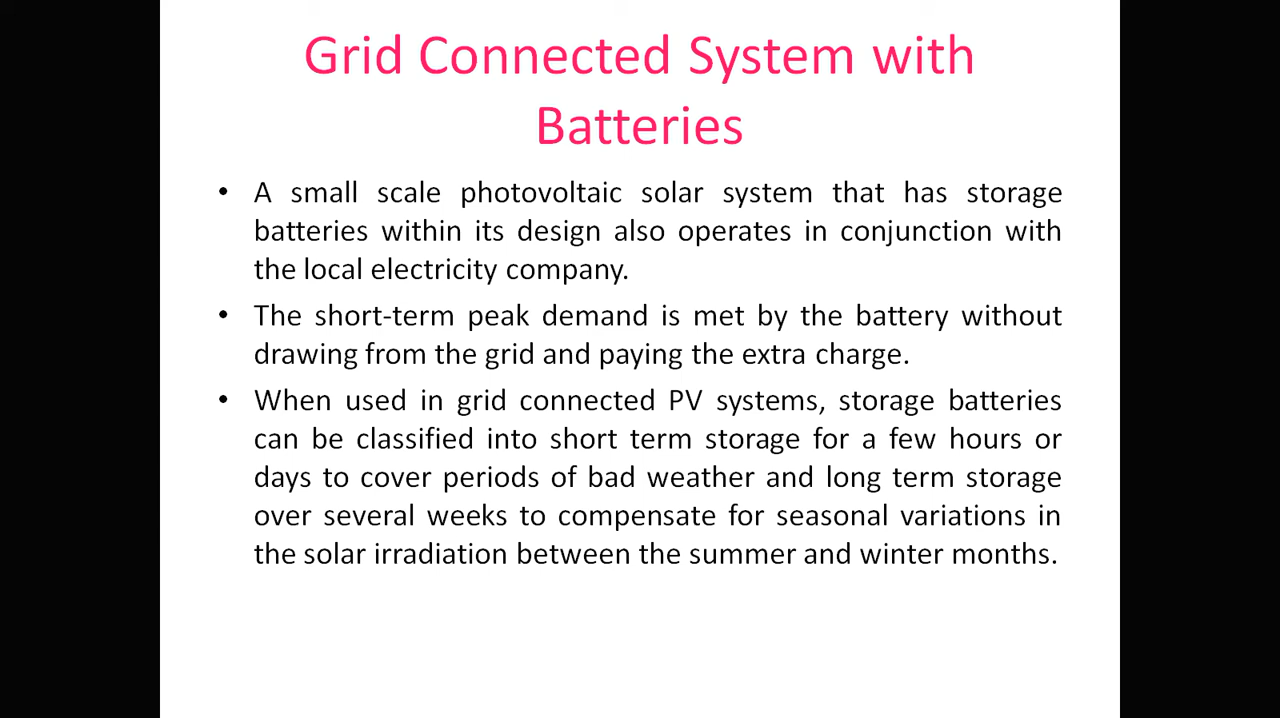 Grid Connected System with
Batteries
• A small scale photovoltaic solar system that has storage
batteries within its design also operates in conjunction with
the local electricity company.
• The short-term peak demand is met by the battery without
drawing from the grid and paying the extra charge.
• When used in grid connected PV systems, storage batteries
can be classified into short term storage for a few hours or
days to cover periods of bad weather and long term storage
over several weeks to compensate for seasonal variations in
the solar irradiation between the summer and winter months.